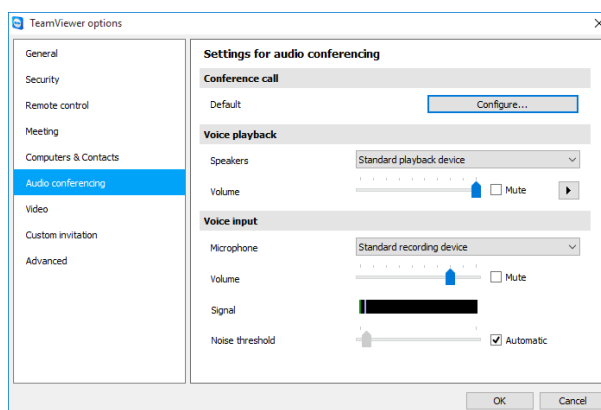 TeamViewer options
General
Security
Remote control
Meeting
Computers & Contacts
Audio conferencing
Video
Custom invitation
Advanced
Settings for audio conferencing
Conference call
Default
Configure...
Voice playback
Speakers
Standard playback device
Volume
Mute
Voice input
Microphone
Standard recording device
Volume
Mute
Signal
Noise threshold
Automatic
OK
Cancel